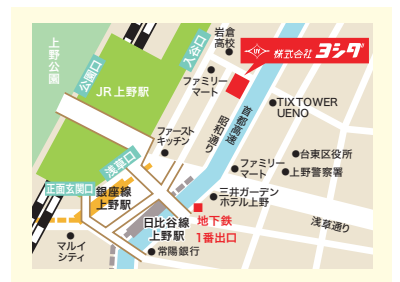 岩倉
高校
UY
株式会社 ヨシダ
上野公園
公園口
入谷口
ファミリー
マート
JR上野駅
TIX TOWER
UENO
首都高速
昭和通り
ファースト
キッチン
浅草口
台東区役所
ファミリー
マート
上野警察署
正面玄関口
銀座線
上野駅
三井ガーデン
ホテル上野
日比谷線
上野駅
地下鉄
1番出口
浅草通り
マルイ
シティ
常陽銀行